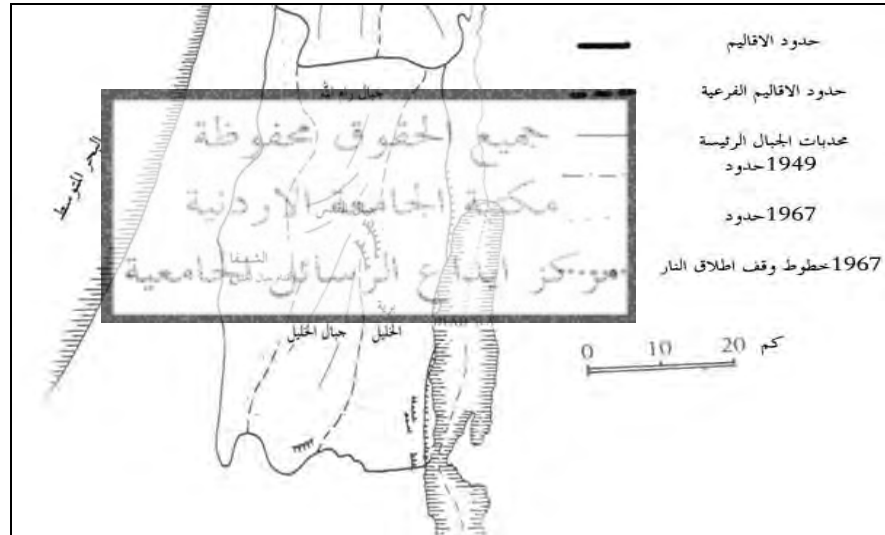 حدود الاقاليم
جبال رام الله
حدود الاقاليم الفرعية
جميع الحقوق محفوظة
محدبات الجبال الرئيسة
1949حدود
مكتبة الجامعة الاردنية
1967حدود
البحر المتوسط
مركز ايداع الرسائل الجامعية
1967خطوط وقف اطلاق النار
برية
الخليل
جبال الخليل
كم
0 10 20